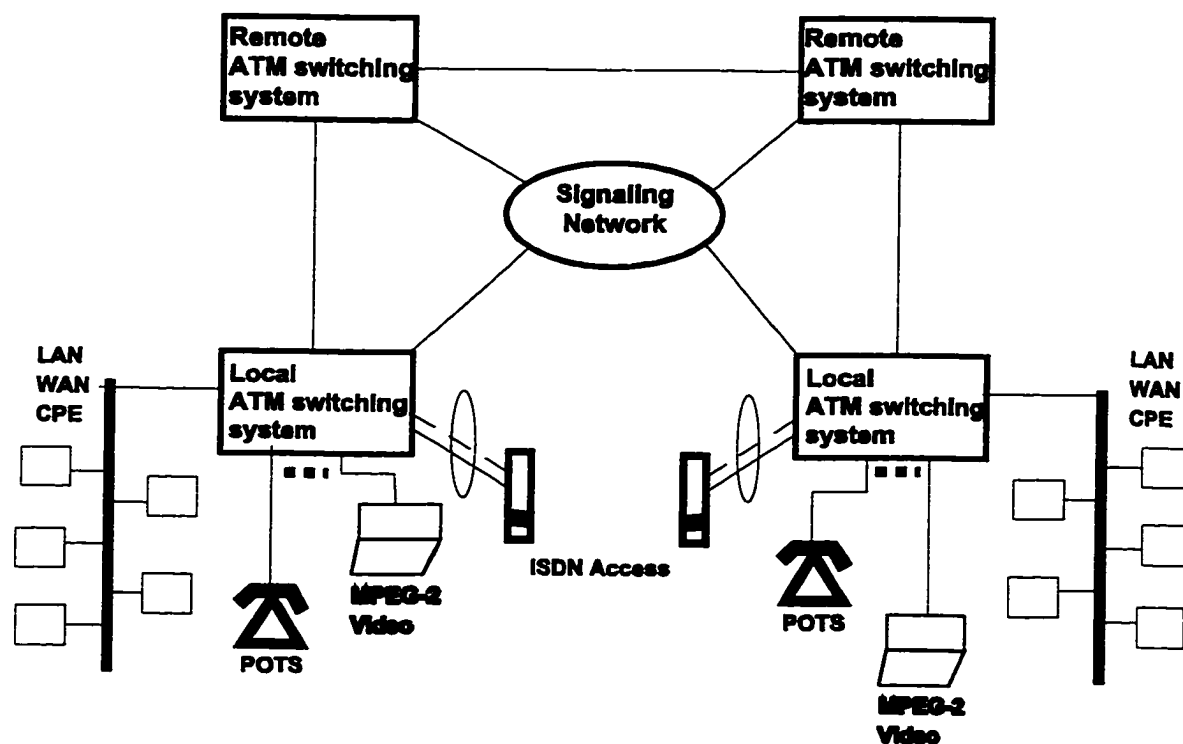 Remote
ATM switching
system
Remote
ATM switching
system
Signaling
Network
LAN
WAN
CPE
Local
ATM switching
system
Local
ATM switching
system
LAN
WAN
CPE
ISDN Access
MPEG-2
Video
POTS
POTS
MPEG-2
Video